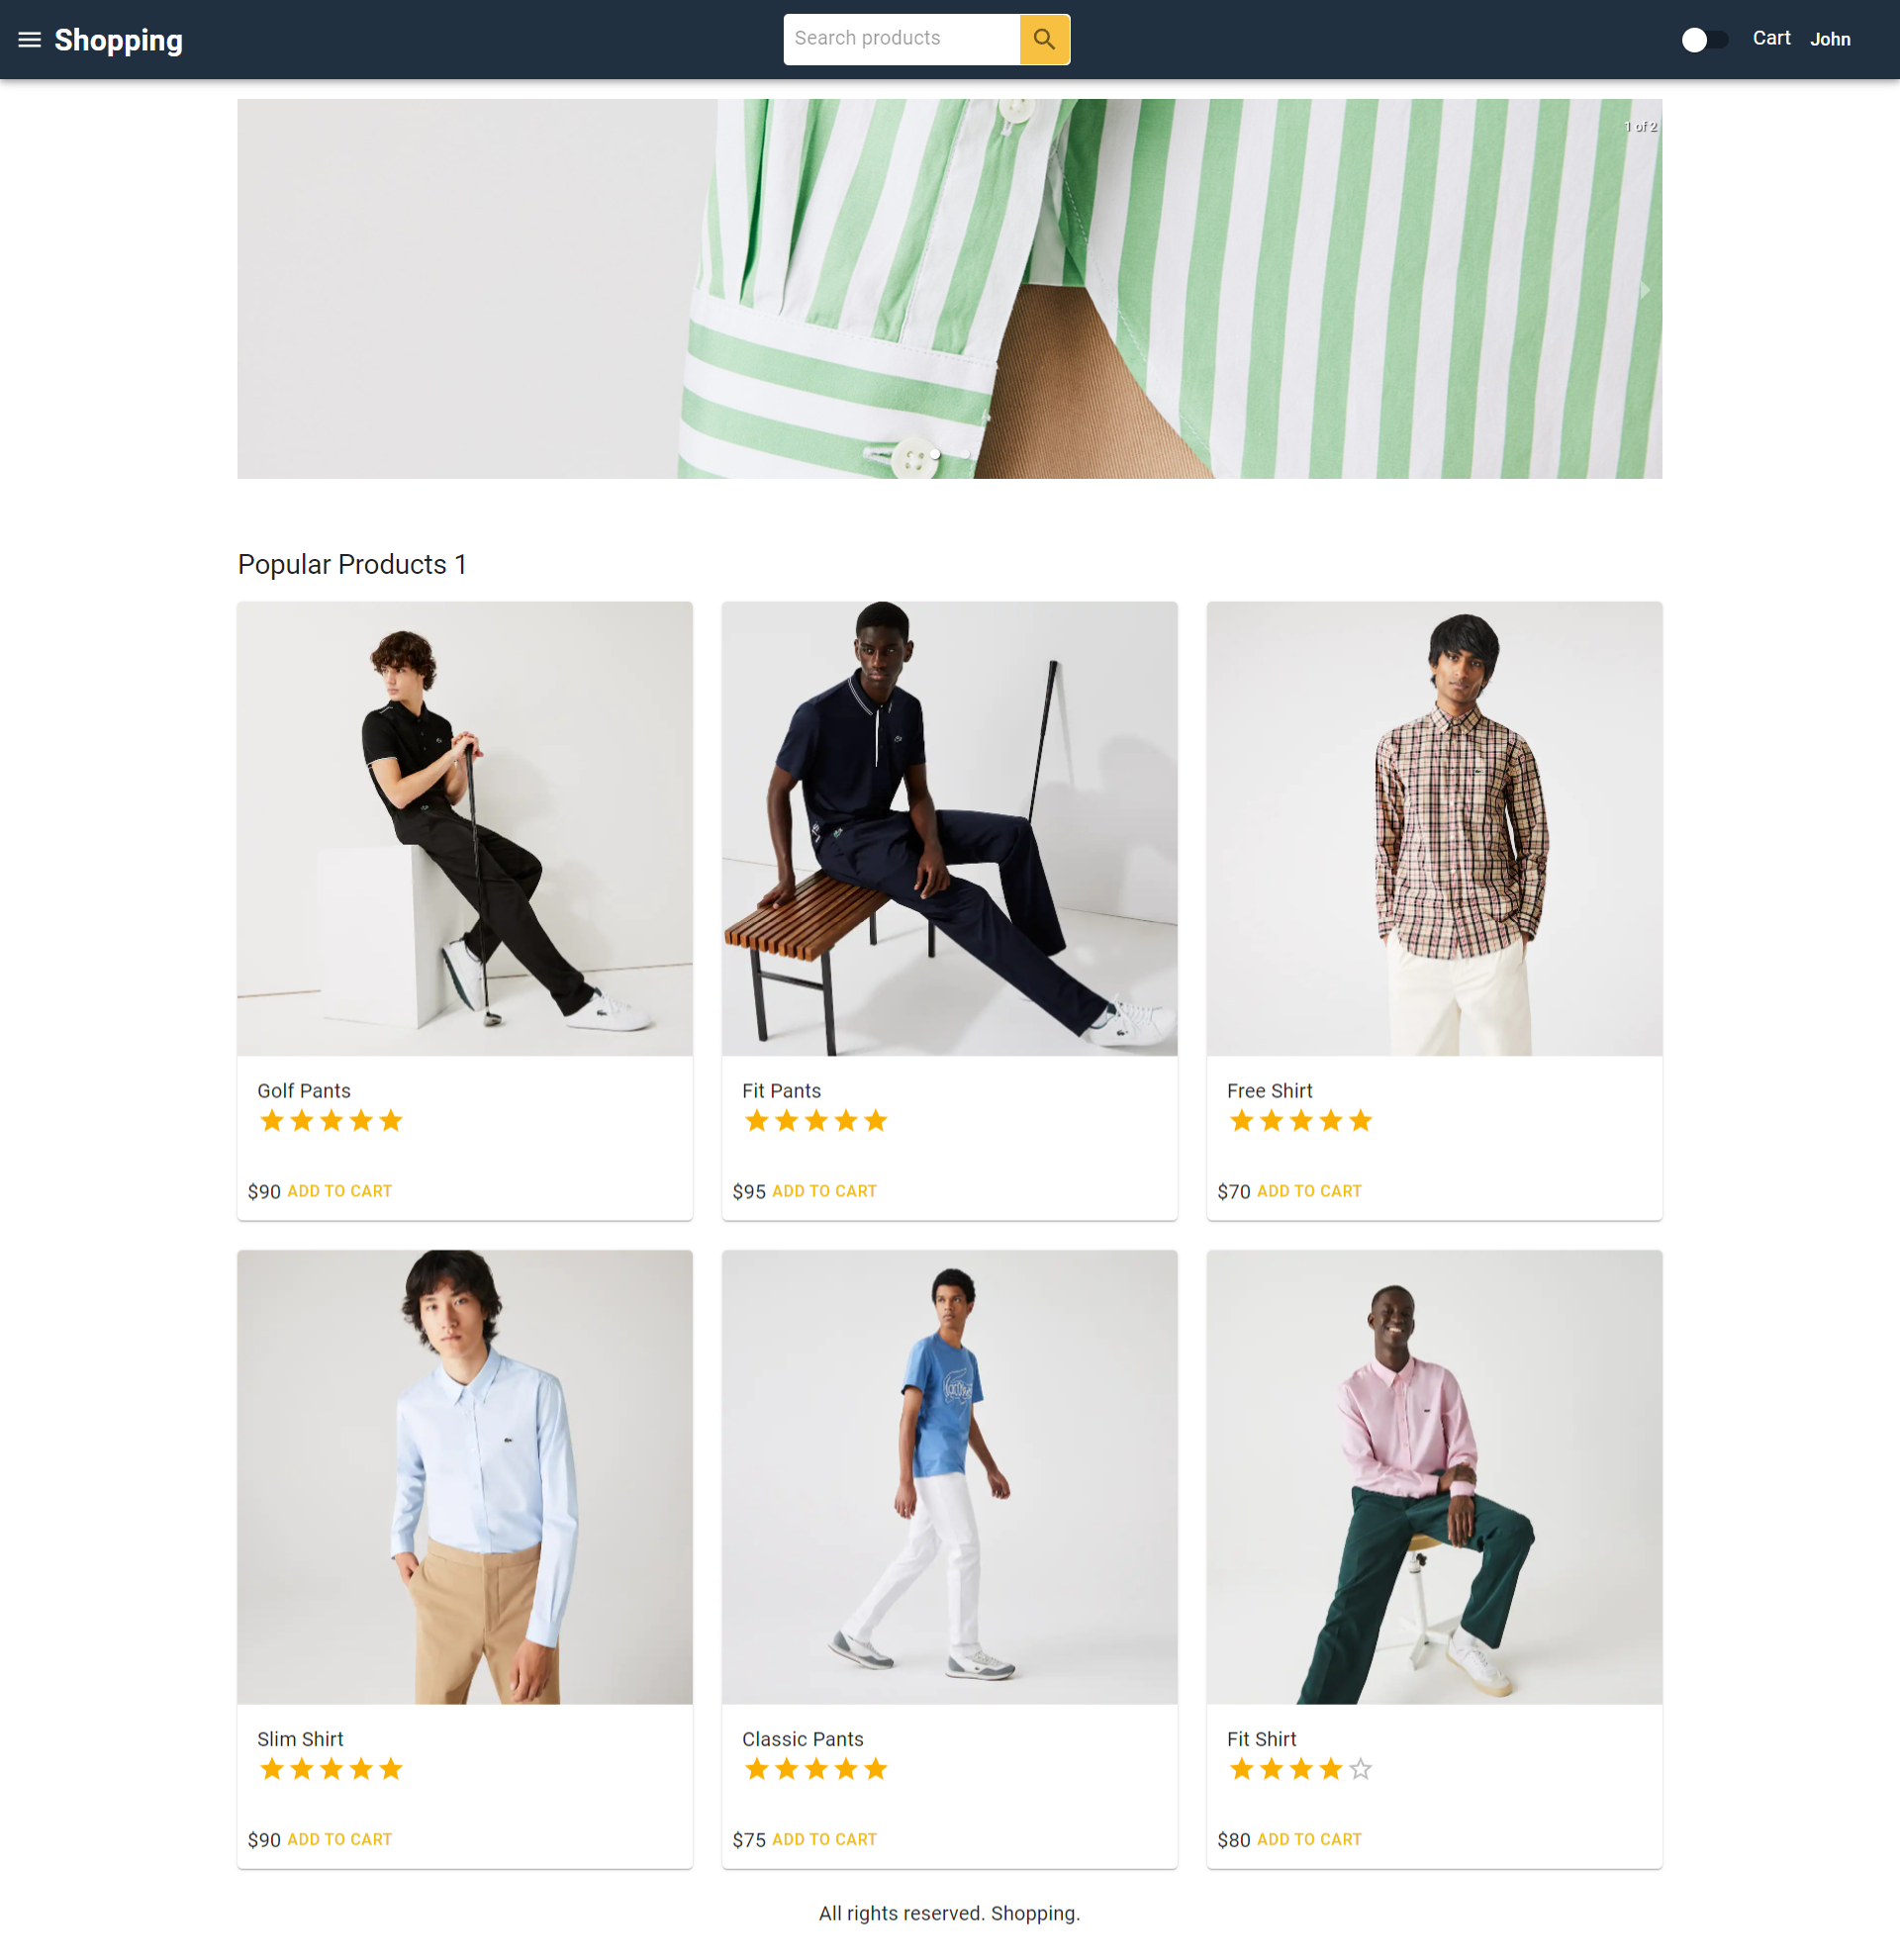 Shopping
Search products
Cart
John
1 of 2
Popular Products 1
Golf Pants
$90 ADD TO CART
Fit Pants
$95 ADD TO CART
Free Shirt
$70 ADD TO CART
Slim Shirt
$90 ADD TO CART
Classic Pants
$75 ADD TO CART
Fit Shirt
$80 ADD TO CART
All rights reserved. Shopping.